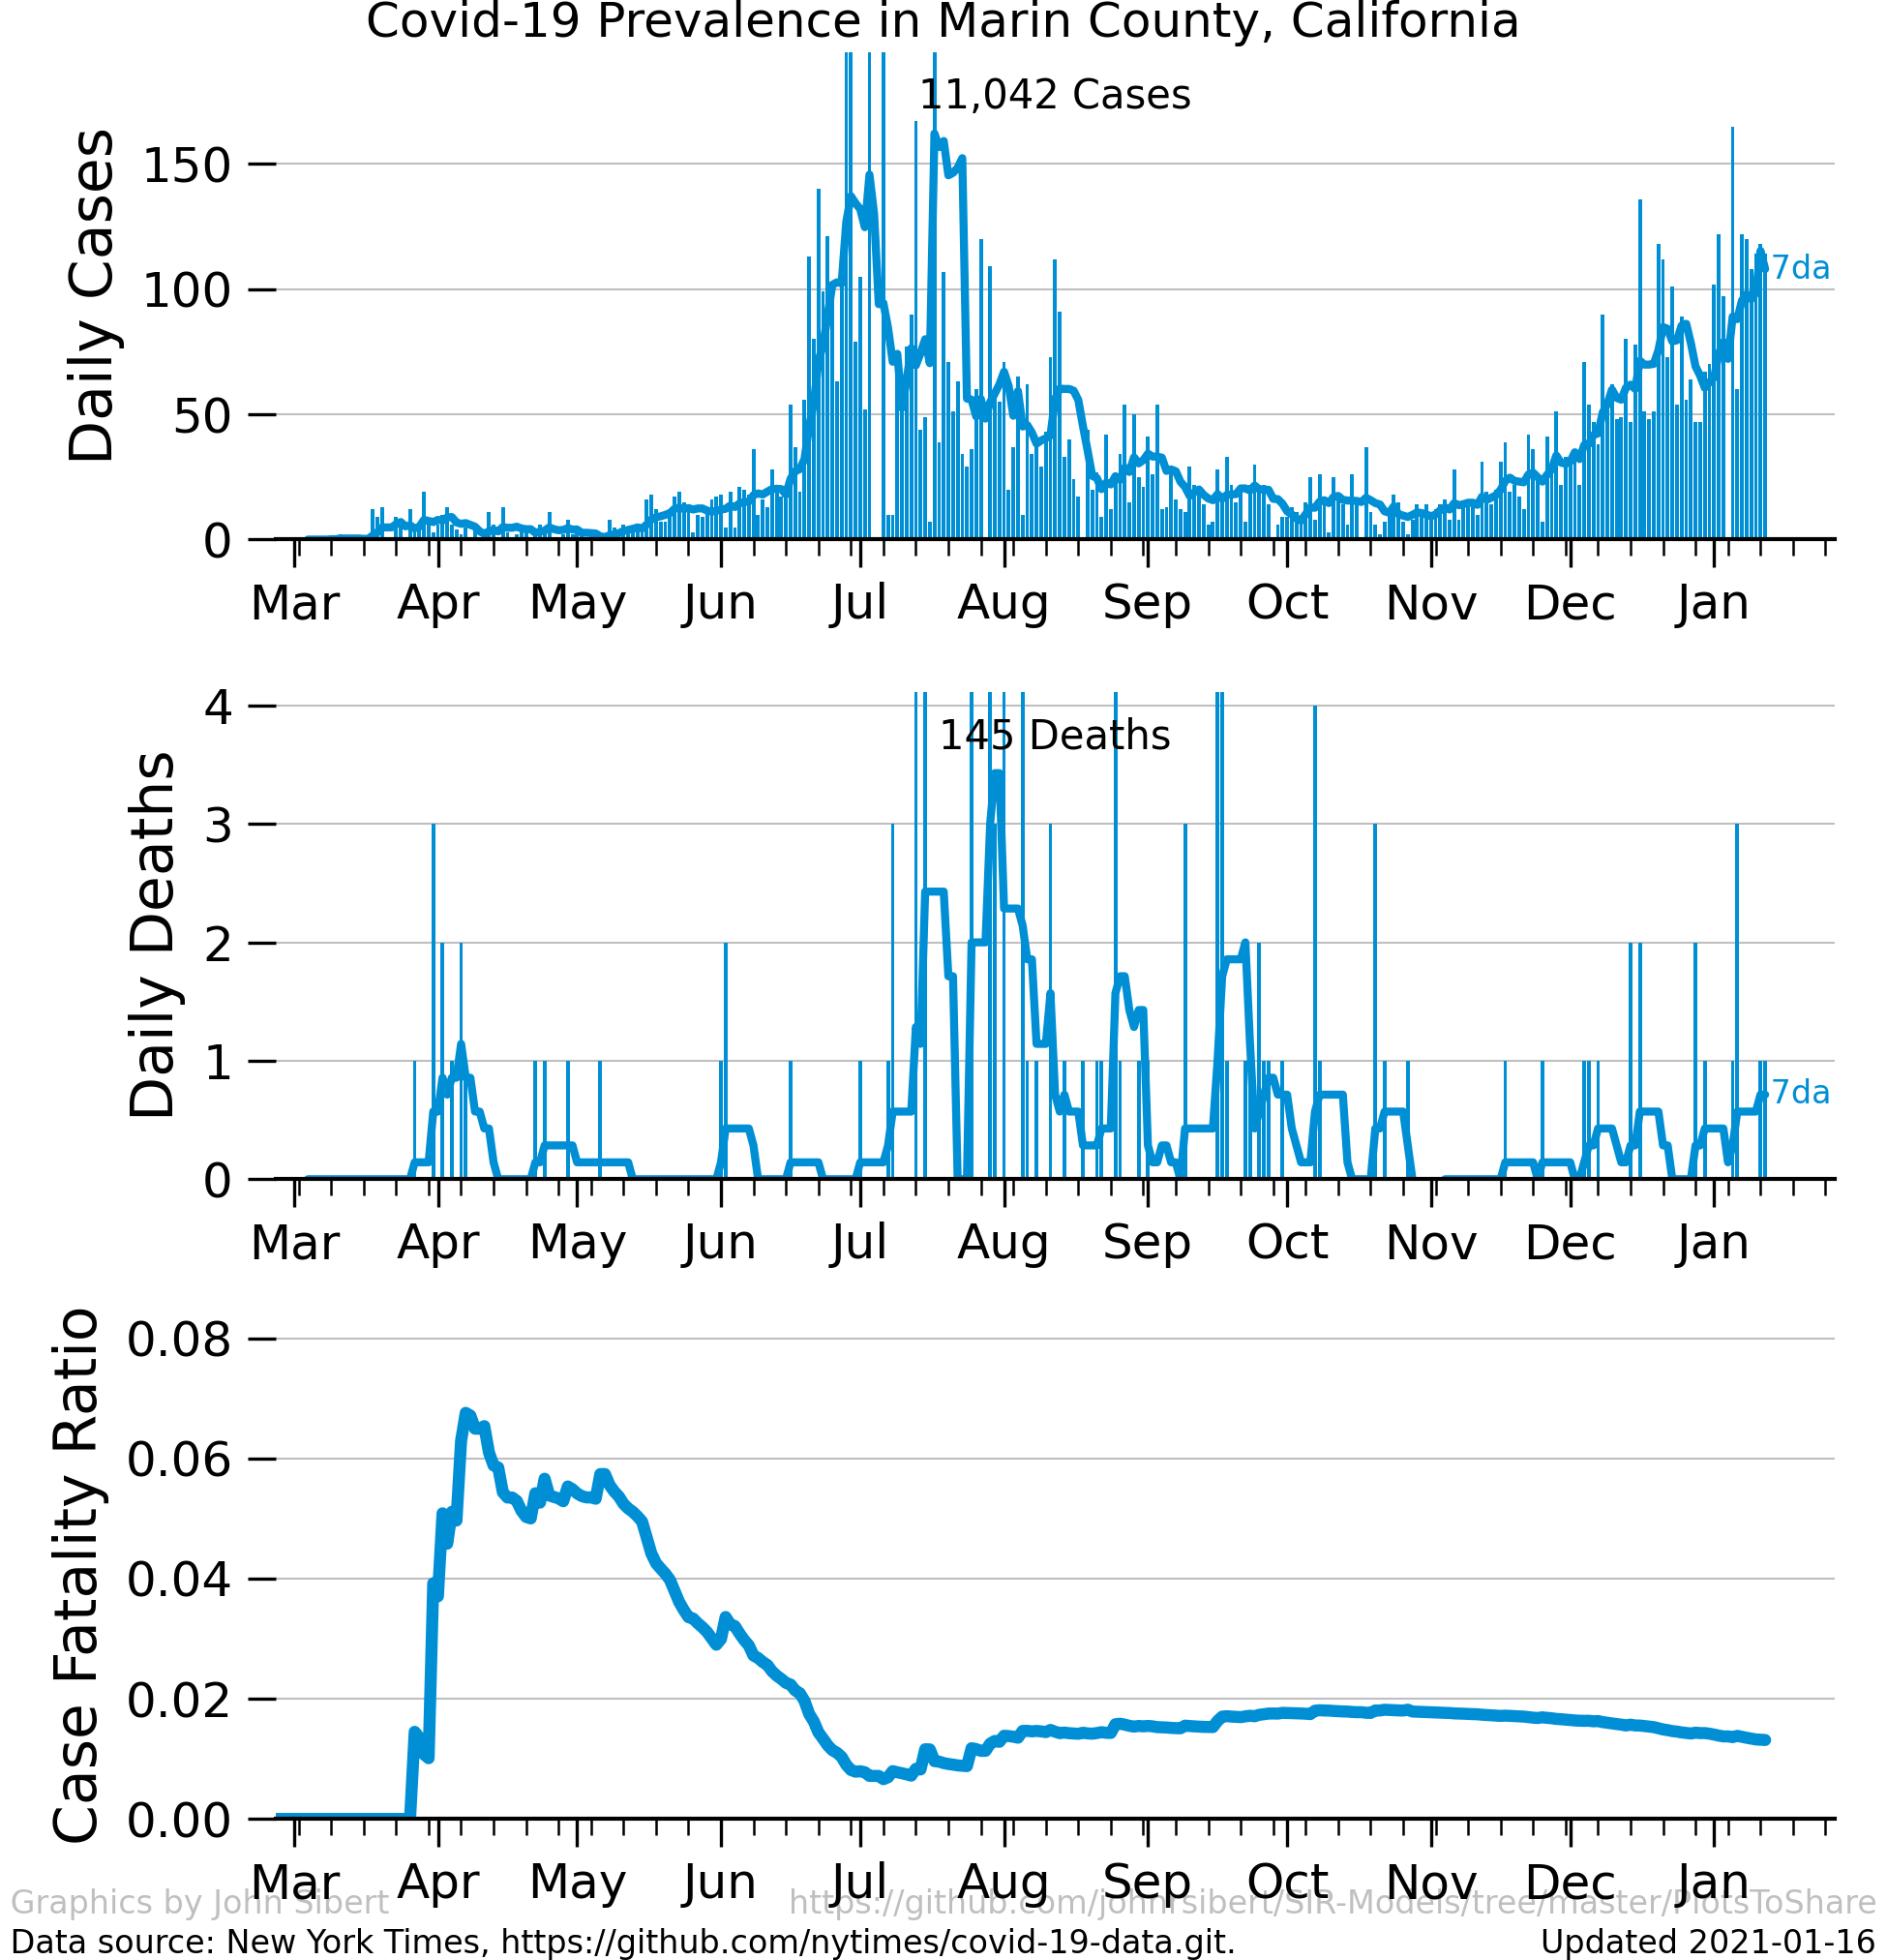 Covid-19 Prevalence in Marin County, California
11,042 Cases
Daily Cases
150
100
50
0
7da
Mar Apr May Jun Jul Aug Sep Oct Nov Dec Jan
145 Deaths
Daily Deaths
4
3
2
1
0
7da
Mar Apr May Jun Jul Aug Sep Oct Nov Dec Jan
Case Fatality Ratio
0.08
0.06
0.04
0.02
0.00
Mar Apr May Jun Jul Aug Sep Oct Nov Dec Jan
Graphics by John Sibert https://github.com/johnrsibert/SIR-Models/tree/master/PlotsToShare
Data source: New York Times, https://github.com/nytimes/covid-19-data.git. Updated 2021-01-16